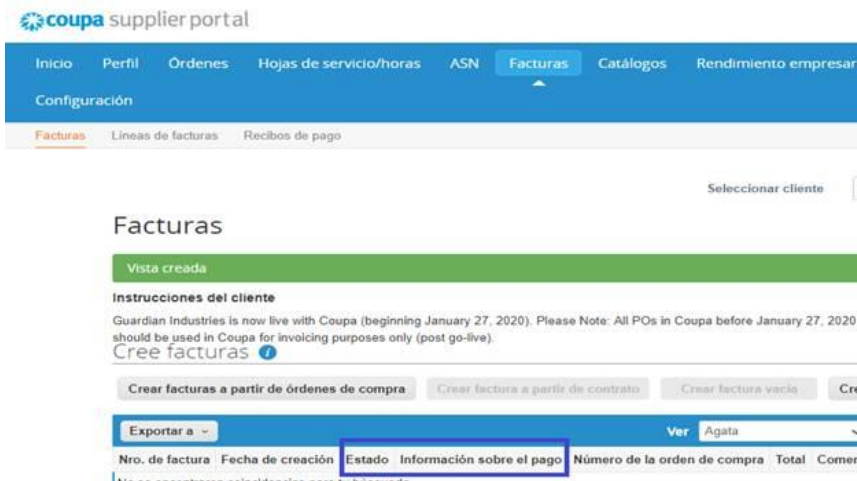 coupa supplier portal
Inicio Perfil Órdenes Hojas de servicio/horas ASN Facturas Catálogos Rendimiento empresar
Configuración
Facturas Líneas de facturas Recibos de pago
Seleccionar cliente
Facturas
Vista creada
Instrucciones del cliente
Guardian Industries is now live with Coupa (beginning January 27, 2020). Please Note: All POs in Coupa before January 27, 2020
should be used in Coupa for invoicing purposes only (post go-live).
Cree facturas
Crear facturas a partir de órdenes de compra Crear factura a partir de contrato Crear factura vacía Cre
Exportar a Ver Agata
Nro. de factura Fecha de creación Estado Información sobre el pago Número de la orden de compra Total Comen